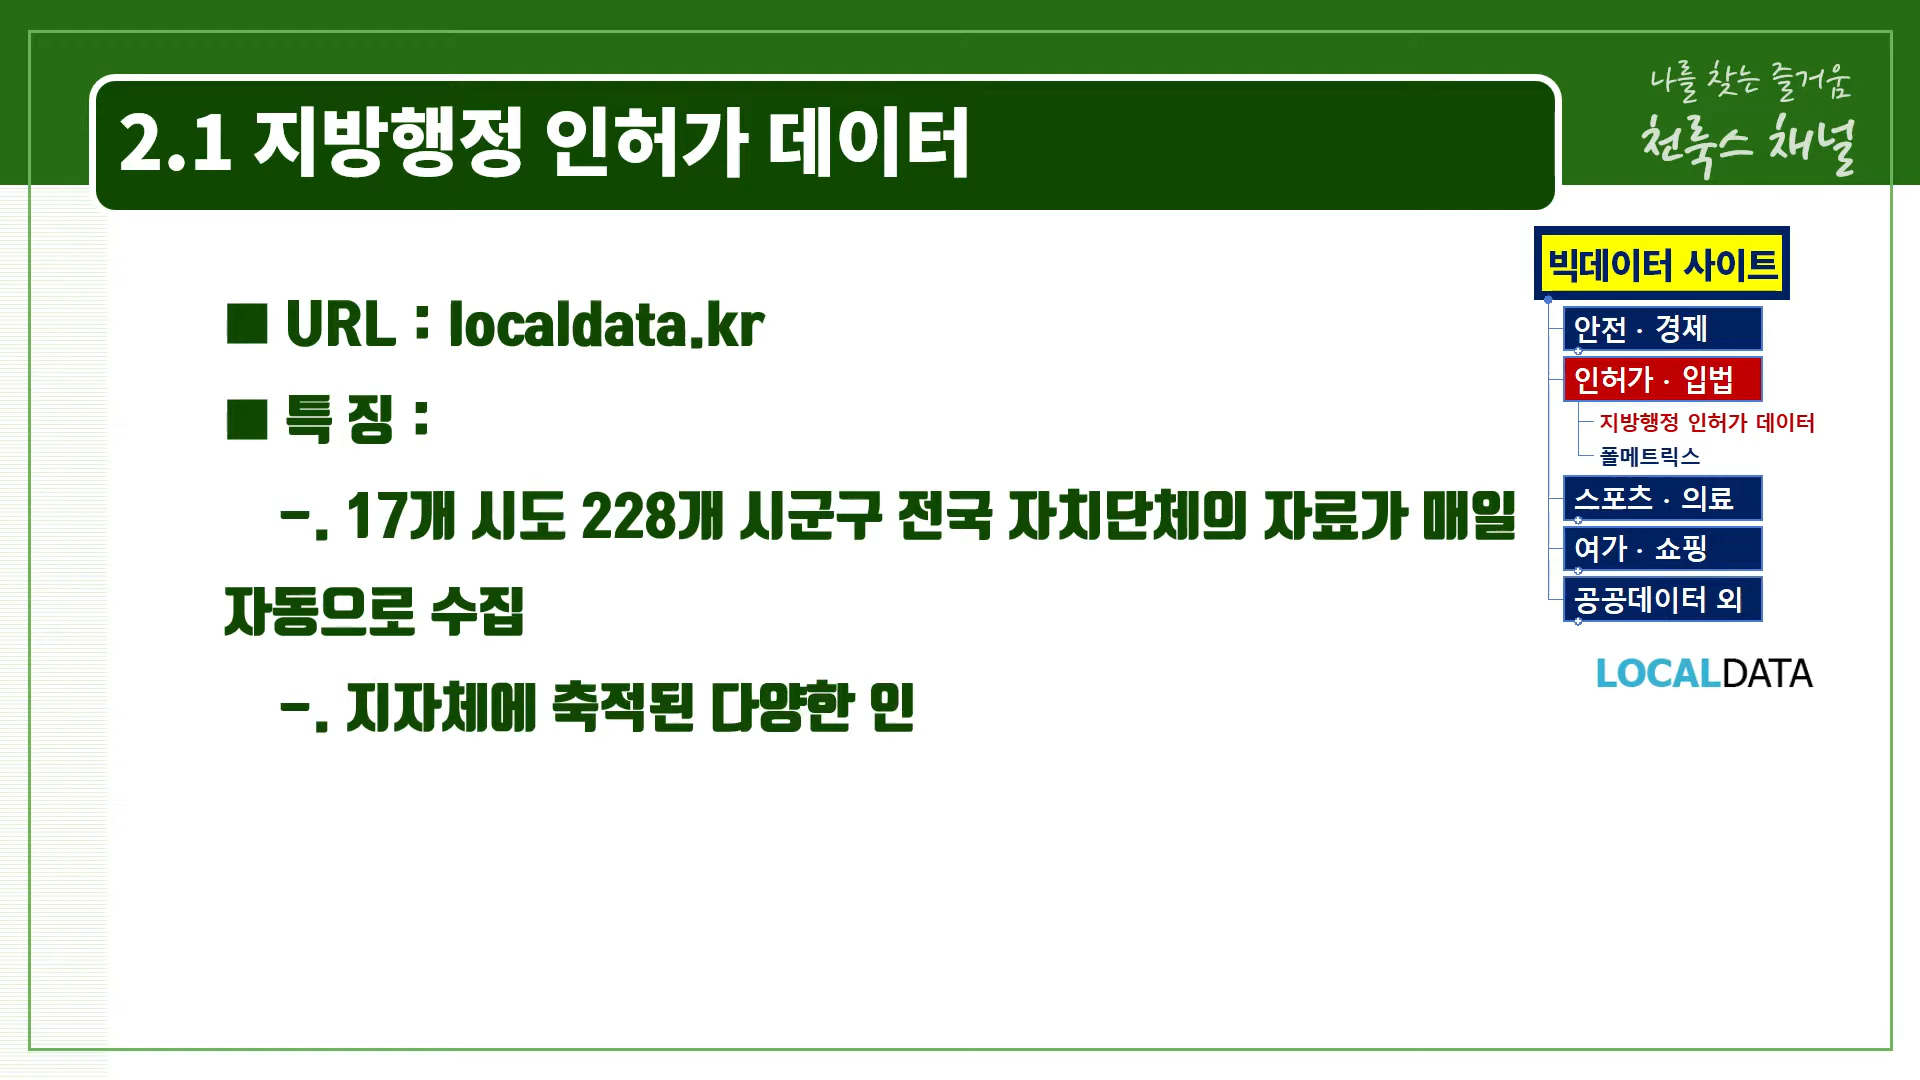 나를 찾는 즐거움
천룩스 채널
2.1 지방행정 인허가 데이터
■ URL : localdata.kr
■ 특 징 :
-. 17개 시도 228개 시군구 전국 자치단체의 자료가 매일
자동으로 수집
-. 지자체에 축적된 다양한 인
빅데이터 사이트
안전 · 경제
인허가 · 입법
지방행정 인허가 데이터
폴메트릭스
스포츠 · 의료
여가 · 쇼핑
공공데이터 외
LOCALDATA